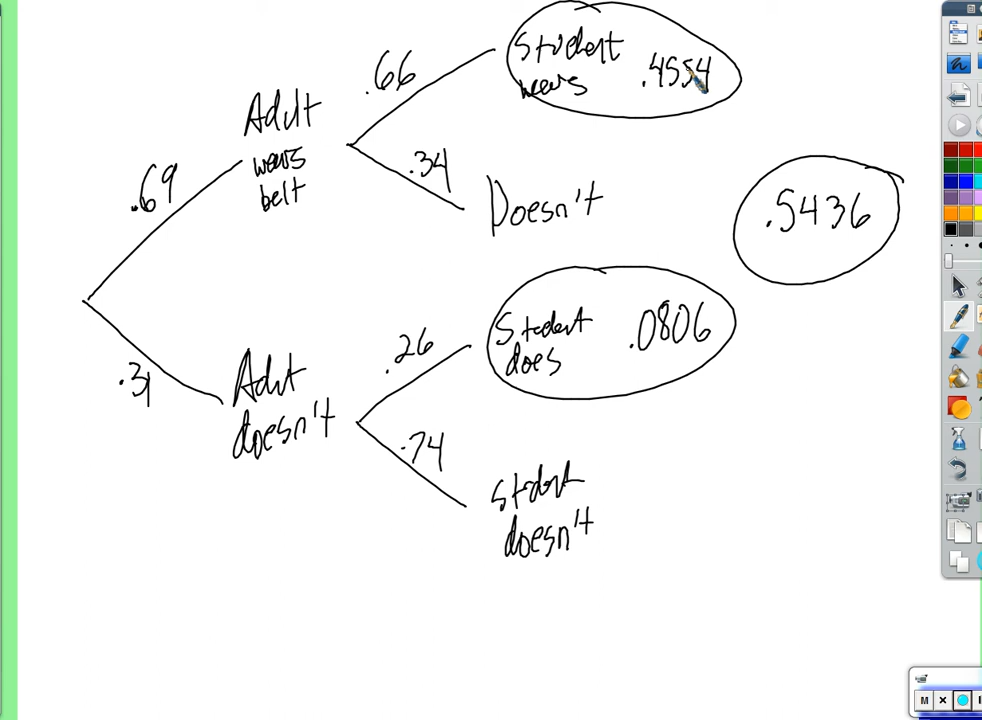 .66
Student
wears .4554
Adult
wears
belt
.69
.34
Doesn't
.5436
.31
Adult
doesn't
.26
Student
does .0806
.74
Student
doesn't
M